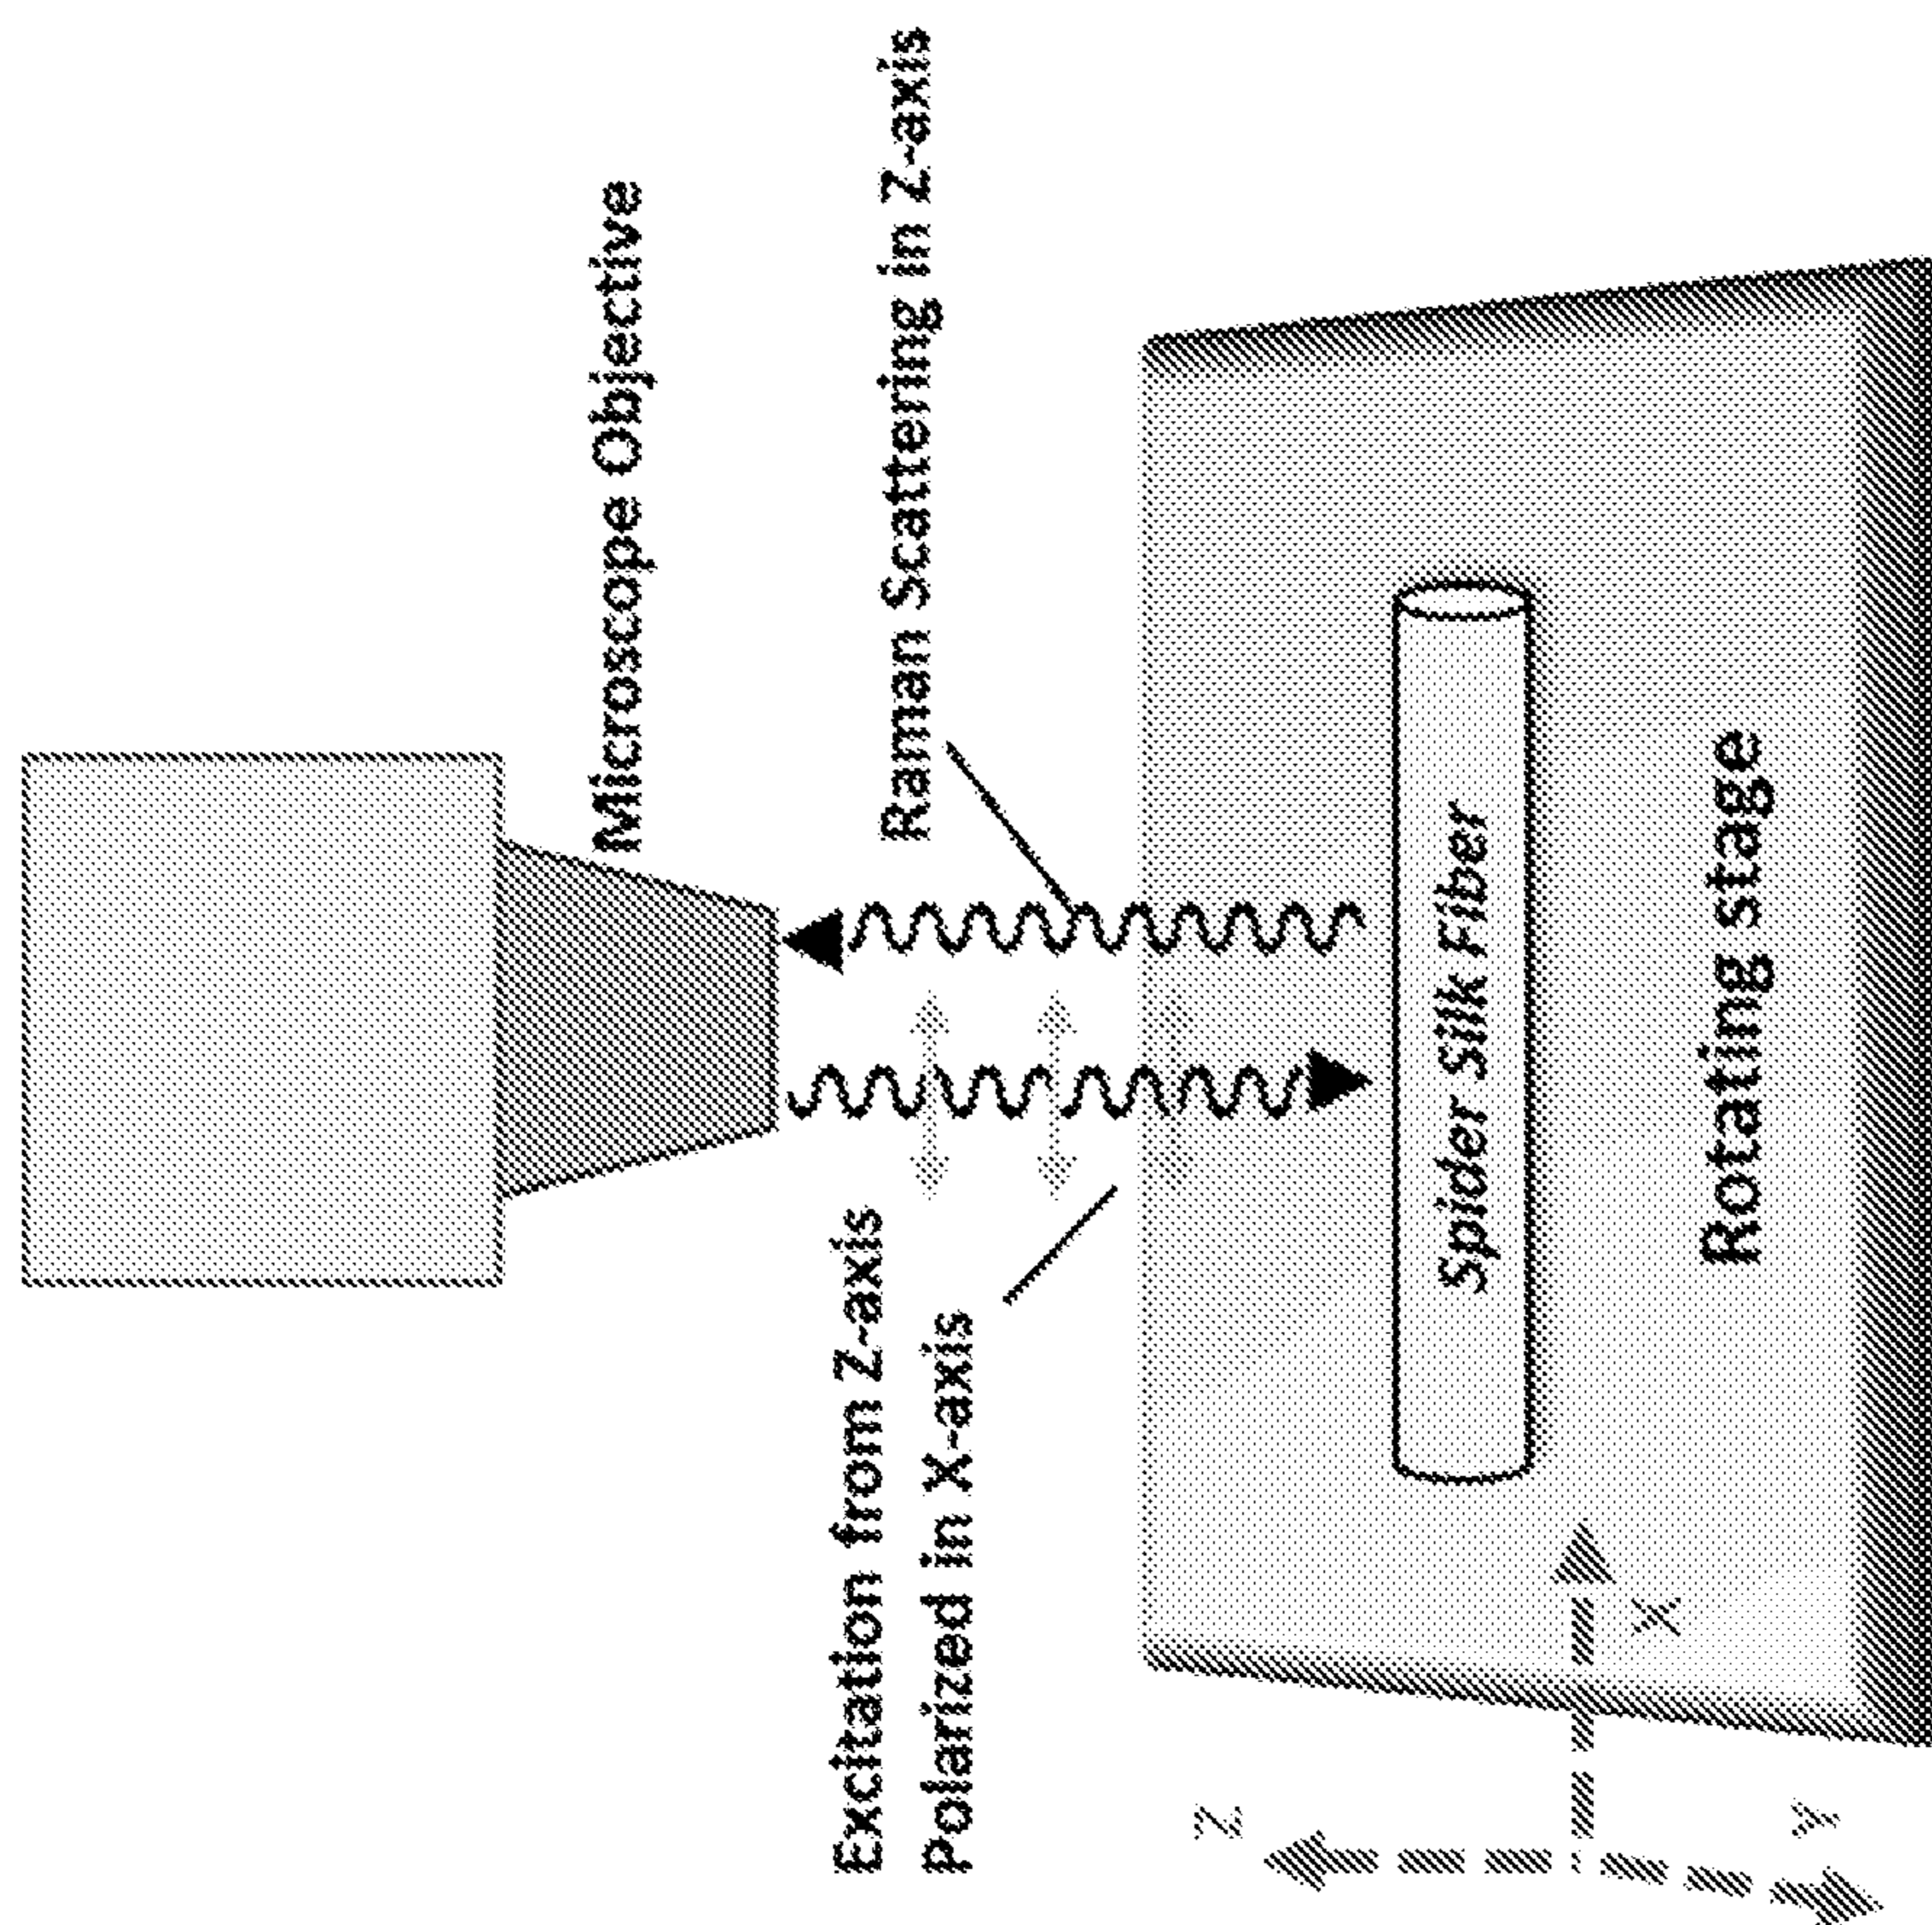 Microscope Objective
Excitation from Z-axis
Polarized in X-axis
Raman Scattering in Z-axis
Spider Silk Fiber
Rotating stage
Z
X
Y